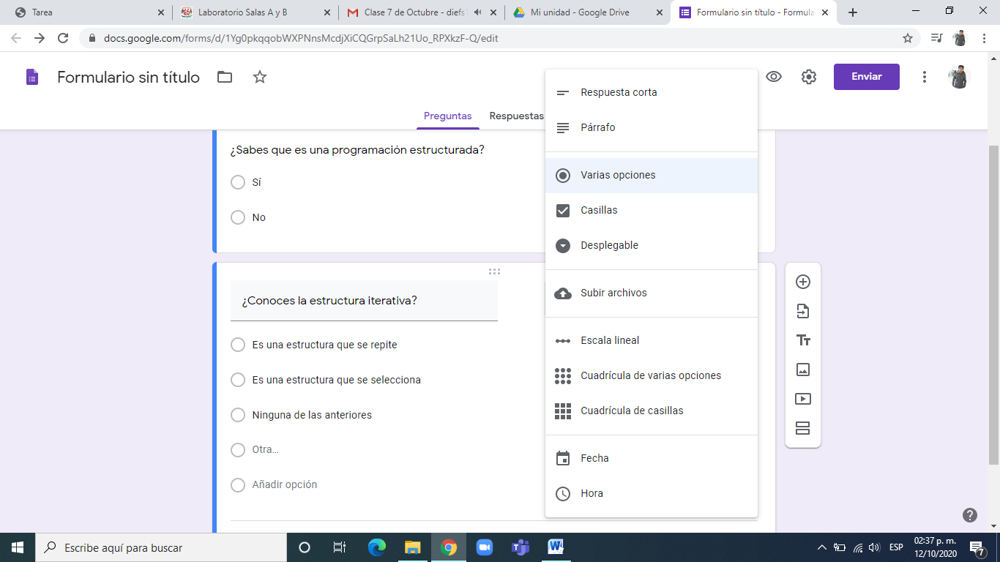 Tarea
Laboratorio Salas A y B
Clase 7 de Octubre - diefs
Mi unidad - Google Drive
Formulario sin título - Formula
docs.google.com/forms/d/1Yg0pkqqobWXPNnsMcdjXiCQGrpSaLh21Uo_RPXkzF-Q/edit
Formulario sin título
Enviar
Preguntas
Respuestas
¿Sabes que es una programación estructurada?
Sí
No
¿Conoces la estructura iterativa?
Es una estructura que se repite
Es una estructura que se selecciona
Ninguna de las anteriores
Otra...
Añadir opción
Respuesta corta
Párrafo
Varias opciones
Casillas
Desplegable
Subir archivos
Escala lineal
Cuadrícula de varias opciones
Cuadrícula de casillas
Fecha
Hora
Tт
Escribe aquí para buscar
ESP
02:37 p. m.
12/10/2020
7